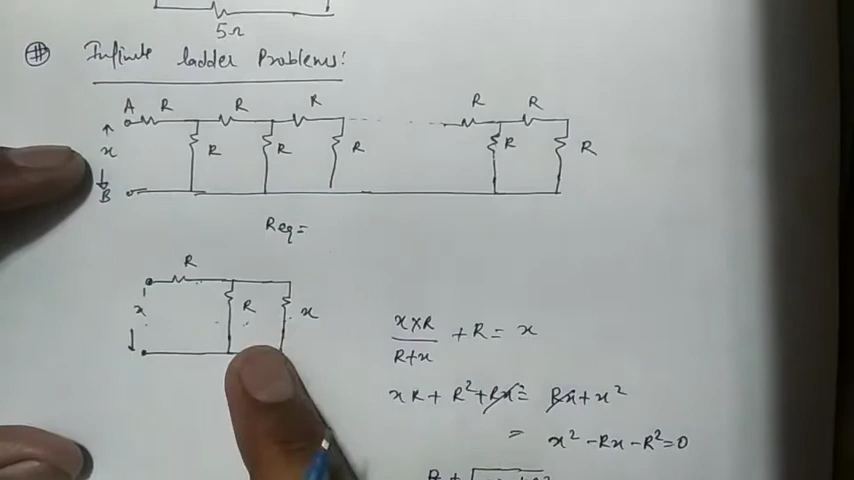 5Ω
# Infinite ladder Problems:
A R R R R R
x R R R R R
B
Req=
R
x R x
x×R / R+x + R = x
xR + R² + Rx = Rx + x²
= x² - Rx - R² = 0